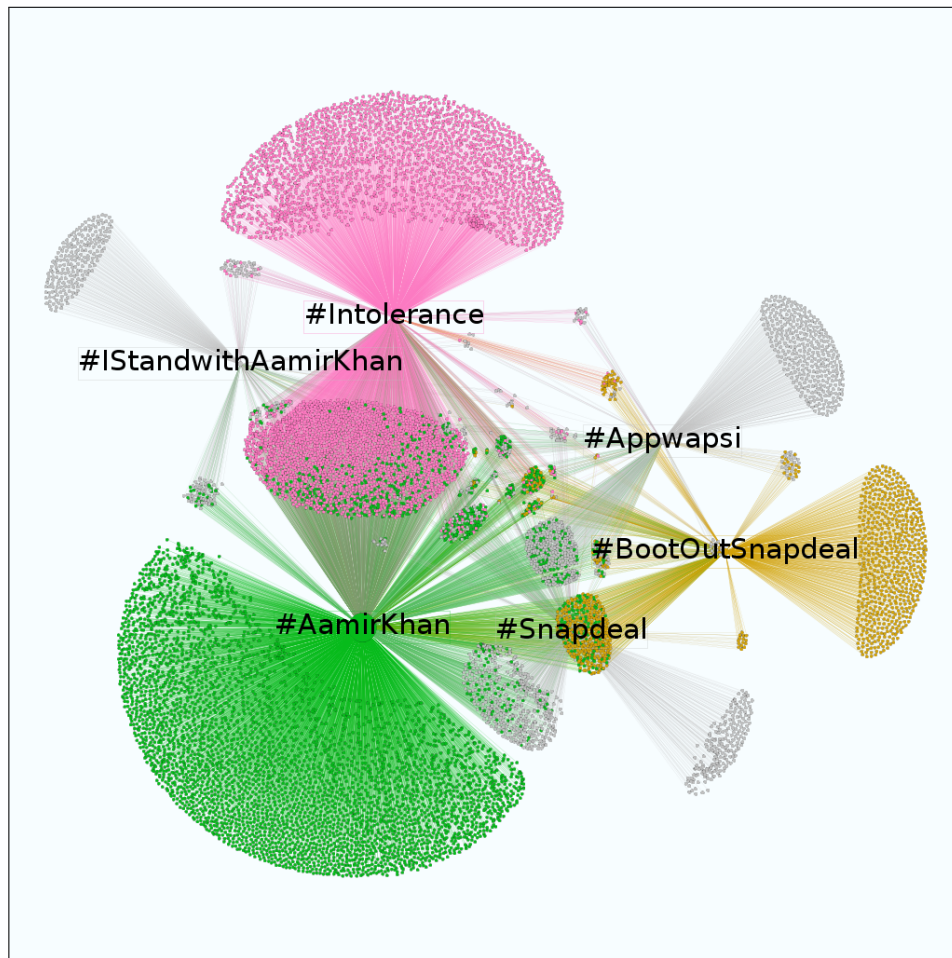 #Intolerance
#IStandwithAamirKhan
#Appwapsi
#BootOutSnapdeal
#AamirKhan
#Snapdeal